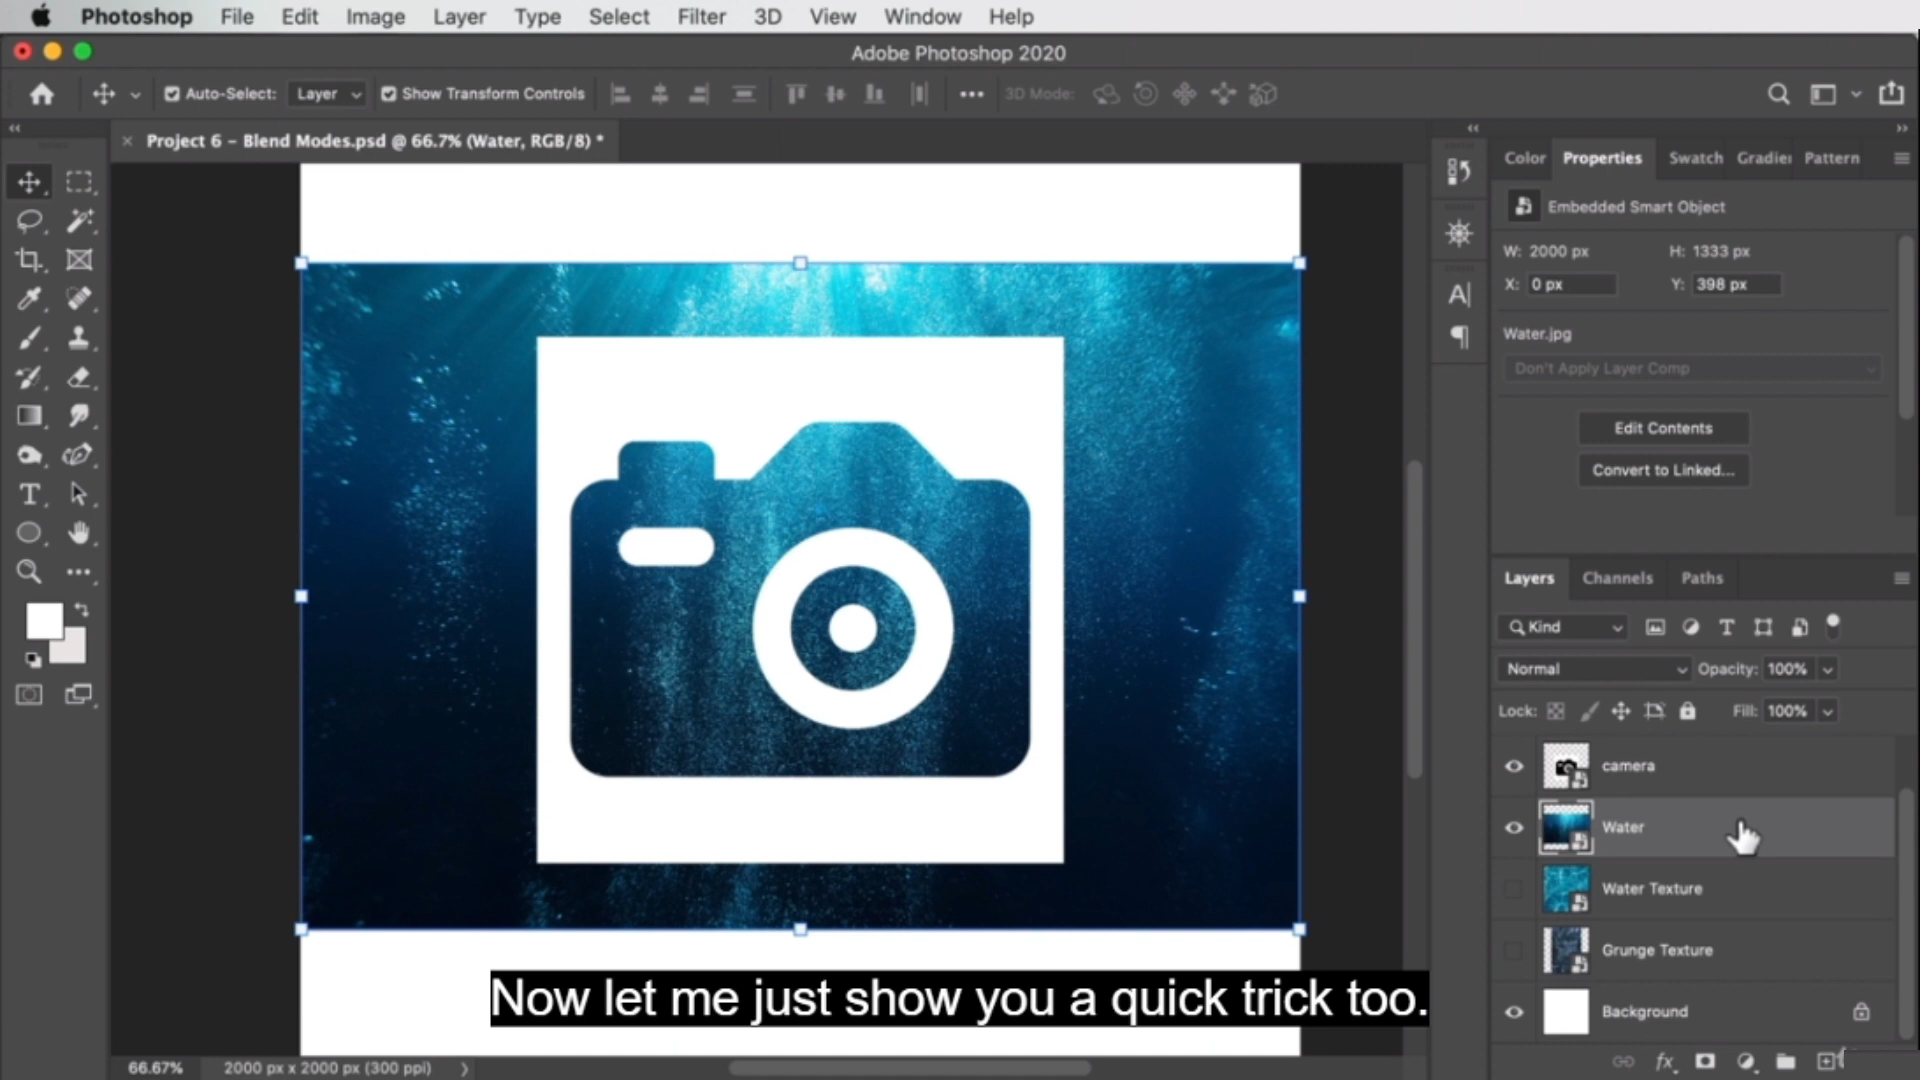 Photoshop File Edit Image Layer Type Select Filter 3D View Window Help
Adobe Photoshop 2020
Auto-Select: Layer Show Transform Controls 3D Mode:
Project 6 – Blend Modes.psd @ 66.7% (Water, RGB/8) *
Color Properties Swatch Gradier Pattern
Embedded Smart Object
W: 2000 px H: 1333 px
X: 0 px Y: 398 px
Water.jpg
Don't Apply Layer Comp
Edit Contents
Convert to Linked...
Layers Channels Paths
Kind
Normal Opacity: 100%
Lock: Fill: 100%
camera
Water
Water Texture
Grunge Texture
Background
Now let me just show you a quick trick too.
66.67% 2000 px x 2000 px (300 ppi)